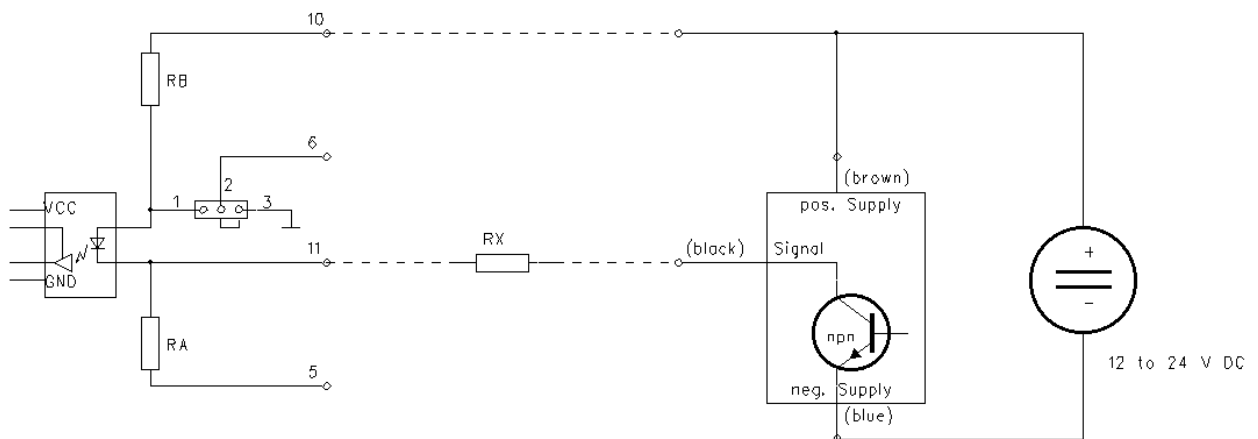 10
RB
6
2
1
3
VCC
GND
11
RX
RA
5
(brown)
pos. Supply
(black)
Signal
npn
neg. Supply
(blue)
+
-
12 to 24 V DC